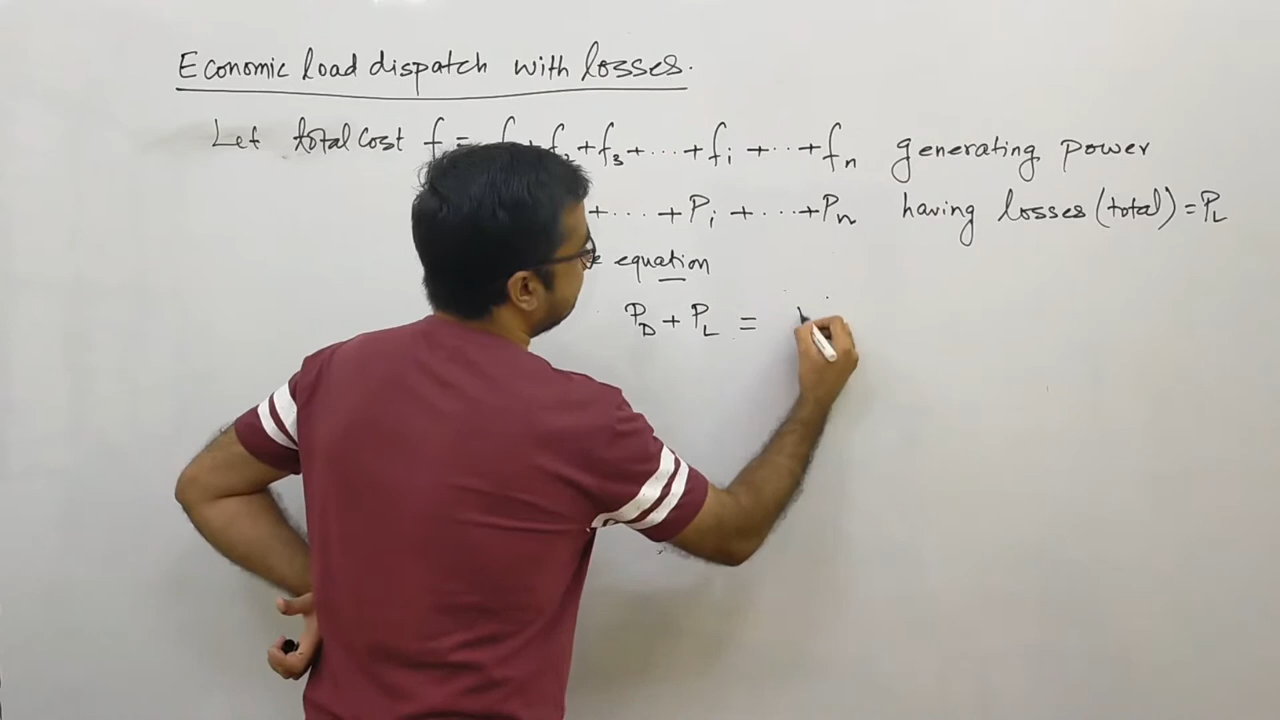 Economic load dispatch with losses.
Let total cost f = f + f₂ + f₃ + ... + fᵢ + ... + fₙ generating power
+ ... + Pᵢ + ... + Pₙ having losses (total) = P_L
equation
P_D + P_L =